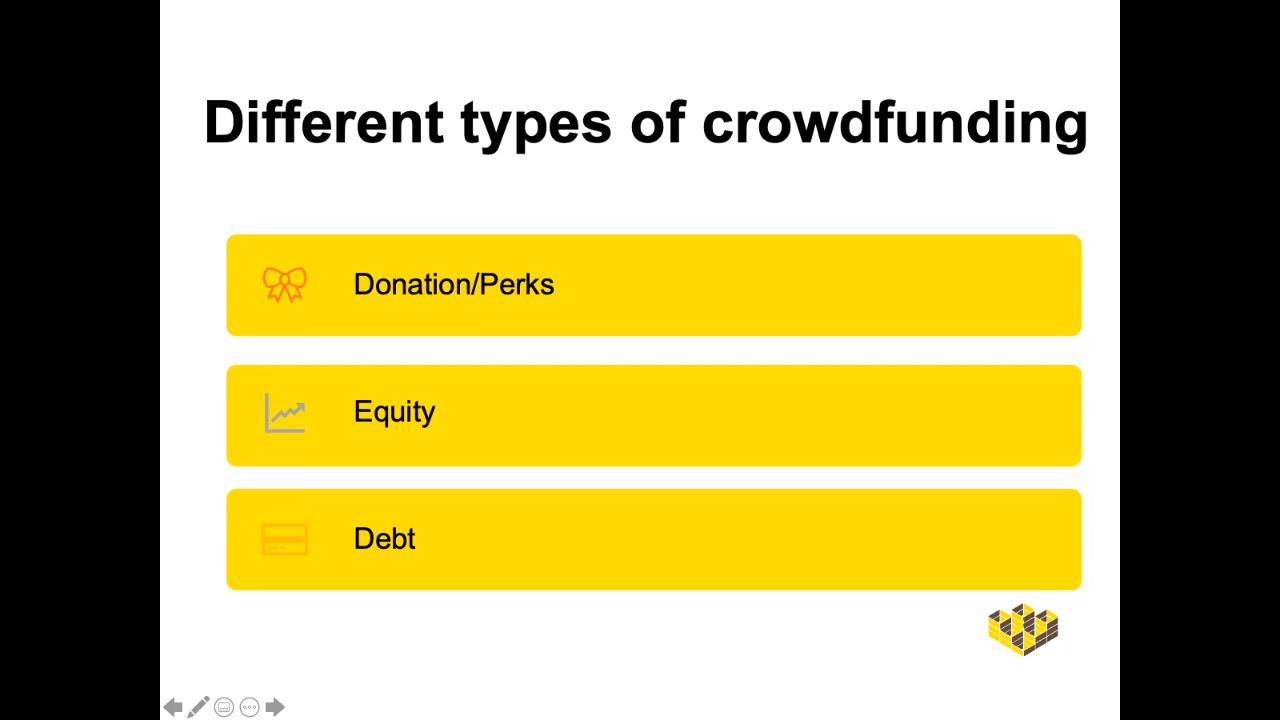 Different types of crowdfunding
Donation/Perks
Equity
Debt